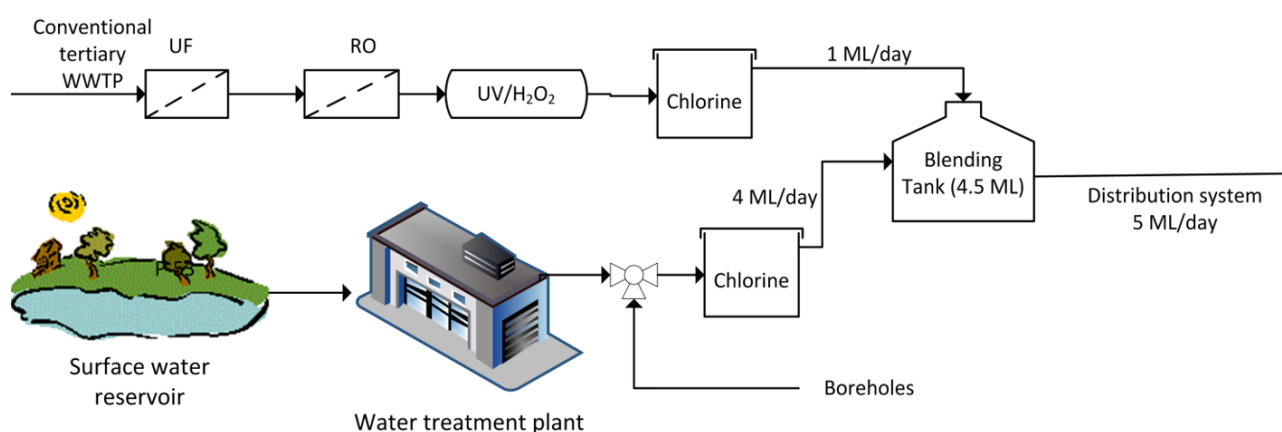 Conventional
tertiary
WWTP
UF
RO
UV/H₂O₂
Chlorine
1 ML/day
Blending
Tank (4.5 ML)
Distribution system
5 ML/day
4 ML/day
Chlorine
Surface water
reservoir
Water treatment plant
Boreholes